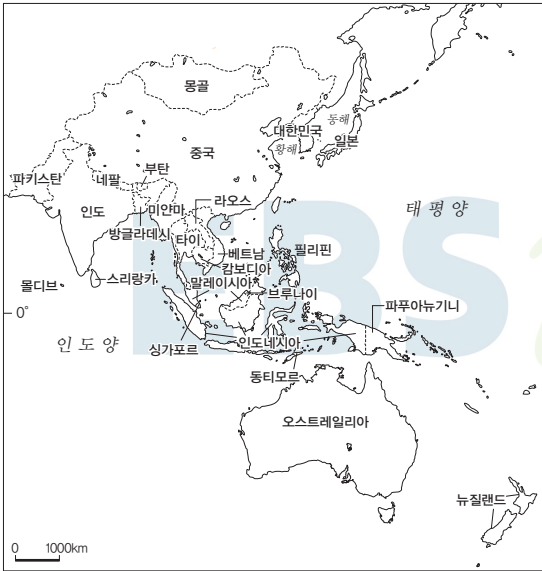 몽골
동해
대한민국
일본
황해
중국
파키스탄
네팔
부탄
인도
미얀마
라오스
태평양
방글라데시
타이
베트남
필리핀
캄보디아
몰디브
스리랑카
말레이시아
브루나이
파푸아뉴기니
0°
인도양
싱가포르
인도네시아
동티모르
오스트레일리아
뉴질랜드
0 1000km
EBS